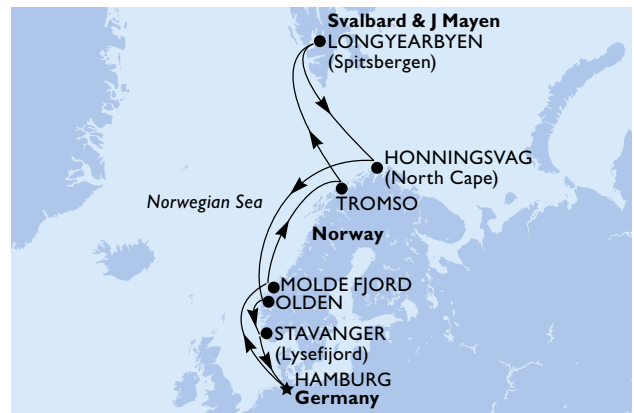 Svalbard & J Mayen
LONGYEARBYEN
(Spitsbergen)
HONNINGSVAG
(North Cape)
Norwegian Sea
TROMSO
Norway
MOLDE FJORD
OLDEN
STAVANGER
(Lysefijord)
HAMBURG
Germany